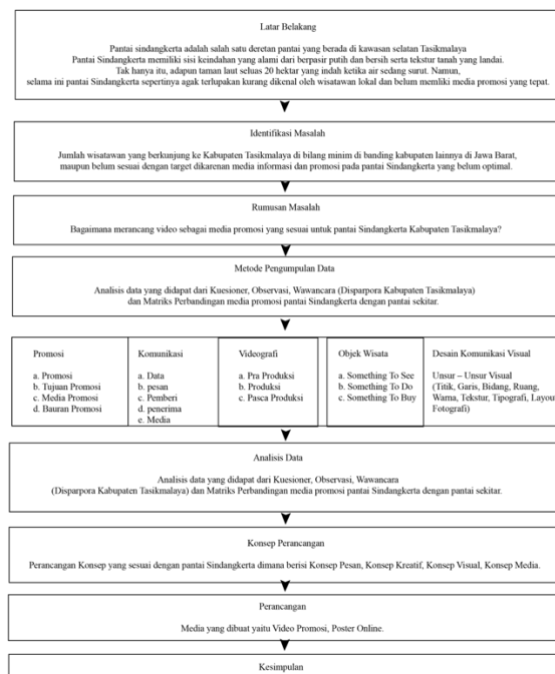 Latar Belakang
Pantai sindangkerta adalah salah satu deretan pantai yang berada di kawasan selatan Tasikmalaya
Pantai Sindangkerta memiliki sisi keindahan yang alami dari berpasir putih dan bersih serta tekstur tanah yang landai.
Tak hanya itu, adapun taman laut seluas 20 hektar yang indah ketika air sedang surut. Namun,
selama ini pantai Sindangkerta sepertinya agak terlupakan kurang dikenal oleh wisatawan lokal dan belum memliki media promosi yang tepat.
Identifikasi Masalah
Jumlah wisatawan yang berkunjung ke Kabupaten Tasikmalaya di bilang minim di banding kabupaten lainnya di Jawa Barat,
maupun belum sesuai dengan target dikarenan media informasi dan promosi pada pantai Sindangkerta yang belum optimal.
Rumusan Masalah
Bagaimana merancang video sebagai media promosi yang sesuai untuk pantai Sindangkerta Kabupaten Tasikmalaya?
Metode Pengumpulan Data
Analisis data yang didapat dari Kuesioner, Observasi, Wawancara (Disparpora Kabupaten Tasikmalaya)
dan Matriks Perbandingan media promosi pantai Sindangkerta dengan pantai sekitar.
Promosi
a. Promosi
b. Tujuan Promosi
c. Media Promosi
d. Bauran Promosi
Komunikasi
a. Data
b. pesan
c. Pemberi
d. penerima
e. Media
Videografi
a. Pra Produksi
b. Produksi
c. Pasca Produksi
Objek Wisata
a. Something To See
b. Something To Do
c. Something To Buy
Desain Komunikasi Visual
Unsur – Unsur Visual
(Titik, Garis, Bidang, Ruang,
Warna, Tekstur, Tipografi, Layout
Fotografi)
Analisis Data
Analisis data yang didapat dari Kuesioner, Observasi, Wawancara
(Disparpora Kabupaten Tasikmalaya) dan Matriks Perbandingan media promosi pantai Sindangkerta dengan pantai sekitar.
Konsep Perancangan
Perancangan Konsep yang sesuai dengan pantai Sindangkerta dimana berisi Konsep Pesan, Konsep Kreatif, Konsep Visual, Konsep Media.
Perancangan
Media yang dibuat yaitu Video Promosi, Poster Online.
Kesimpulan